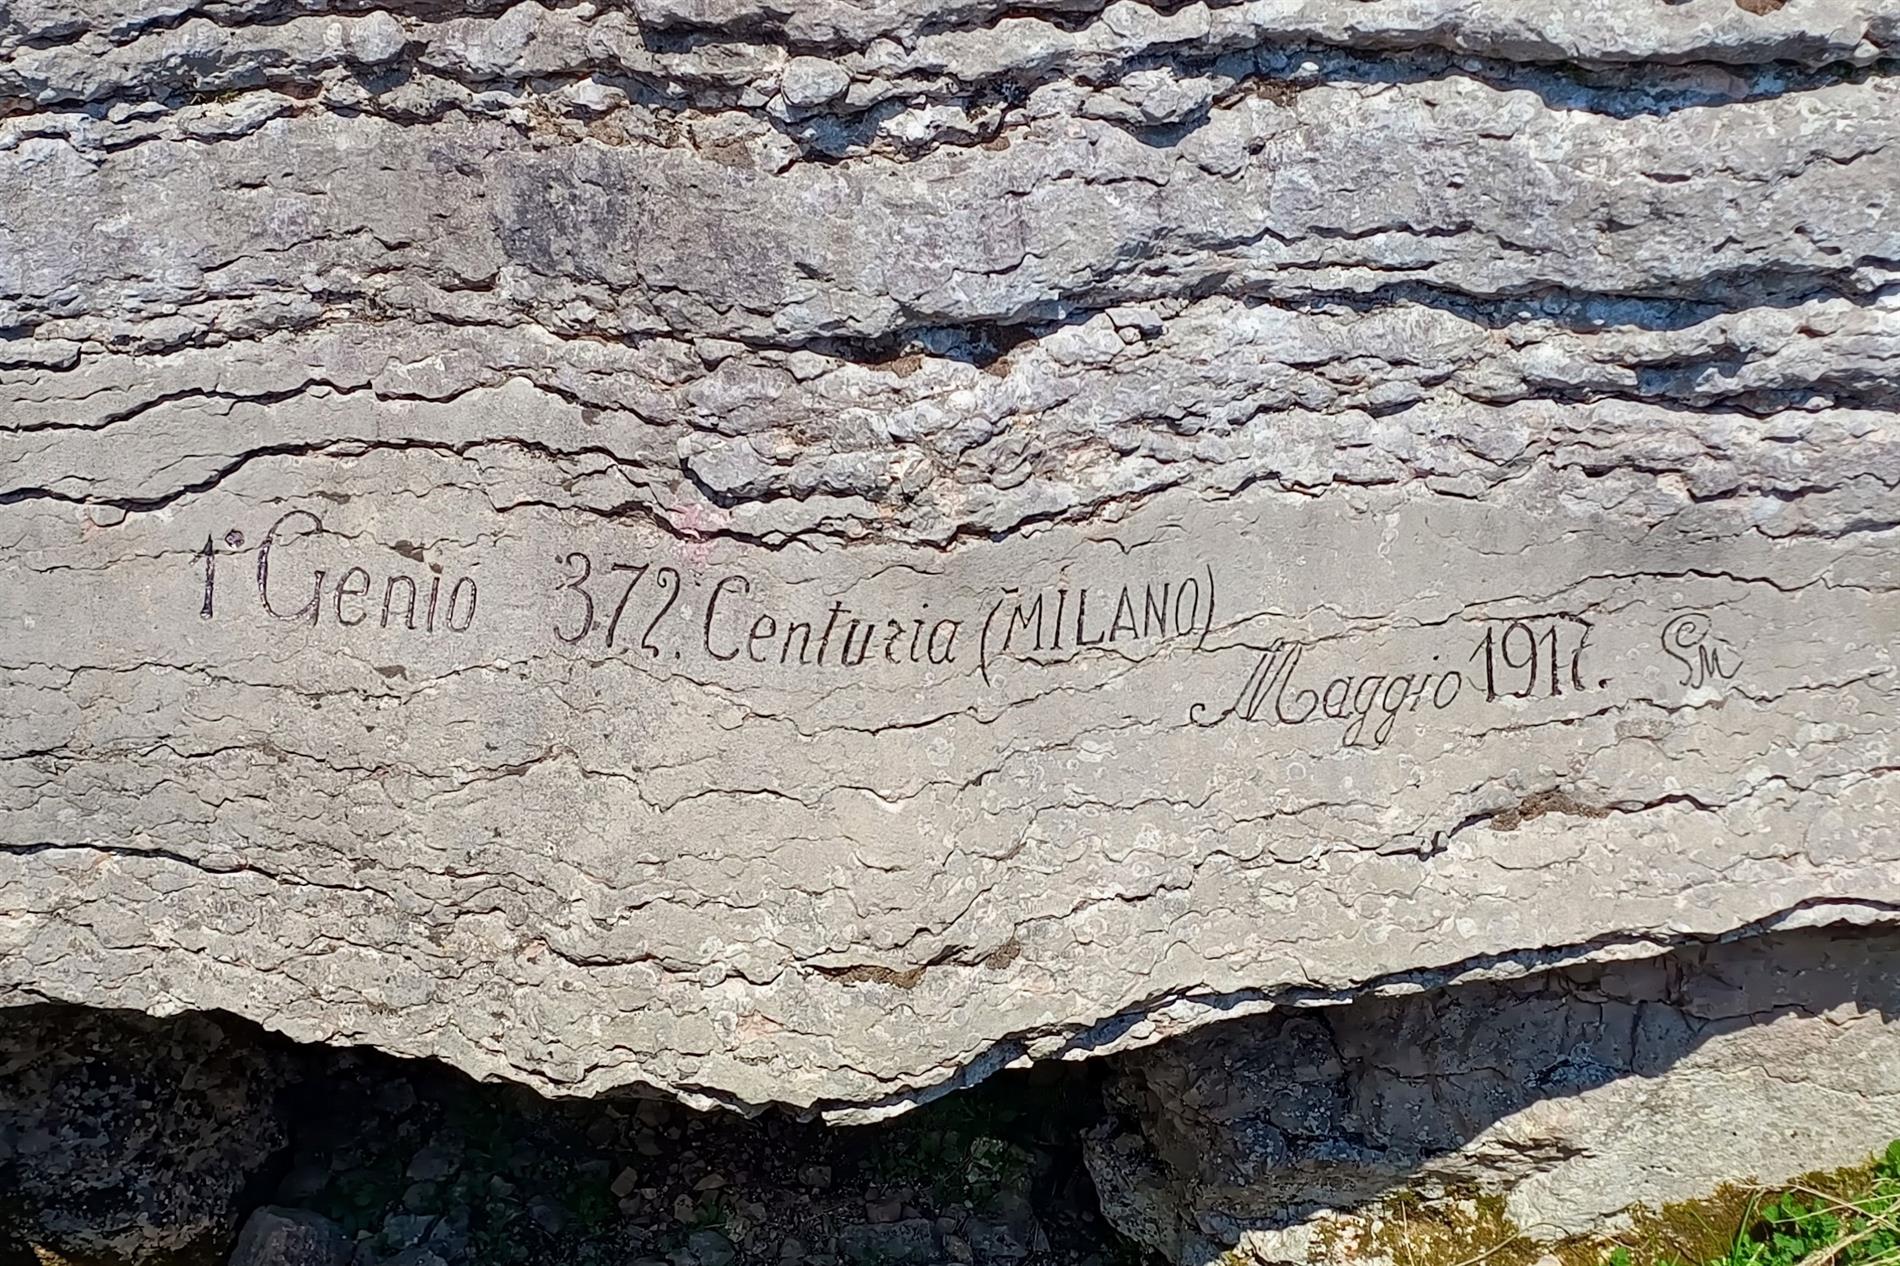 1° Genio 372. Centuria (MILANO)
Maggio 1917.